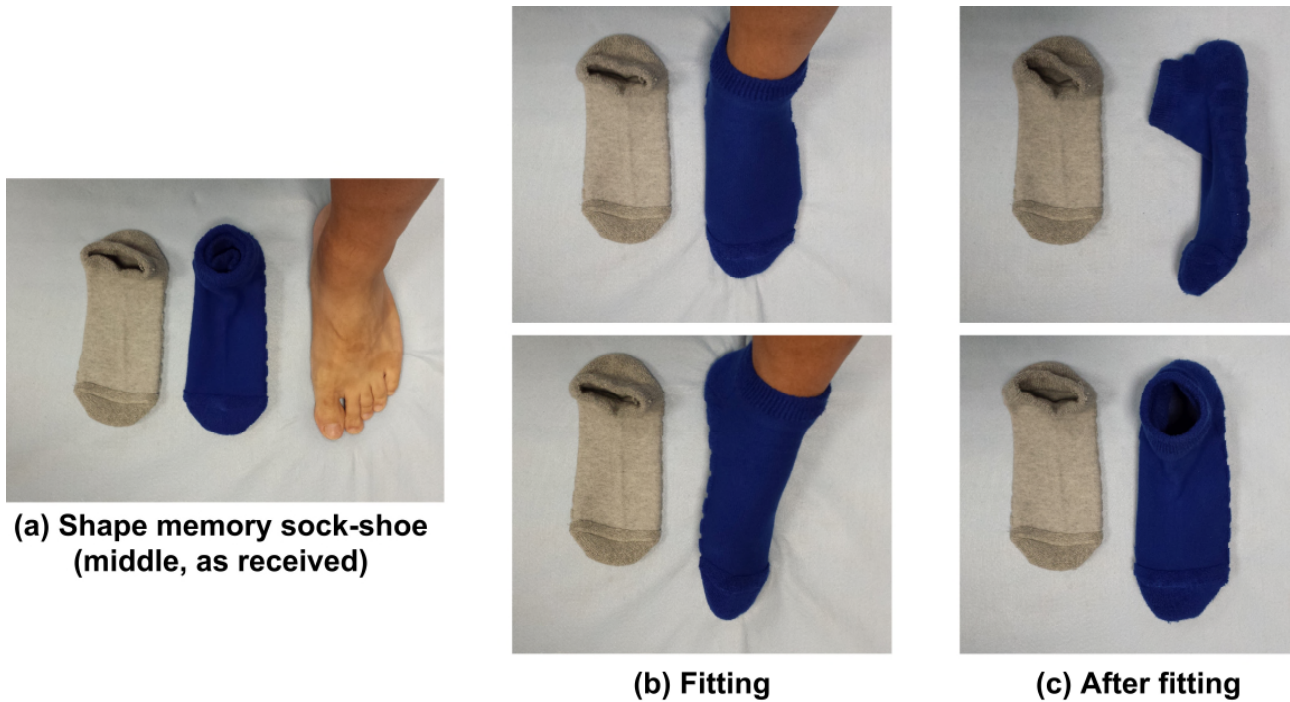 (a) Shape memory sock-shoe
(middle, as received)
(b) Fitting
(c) After fitting